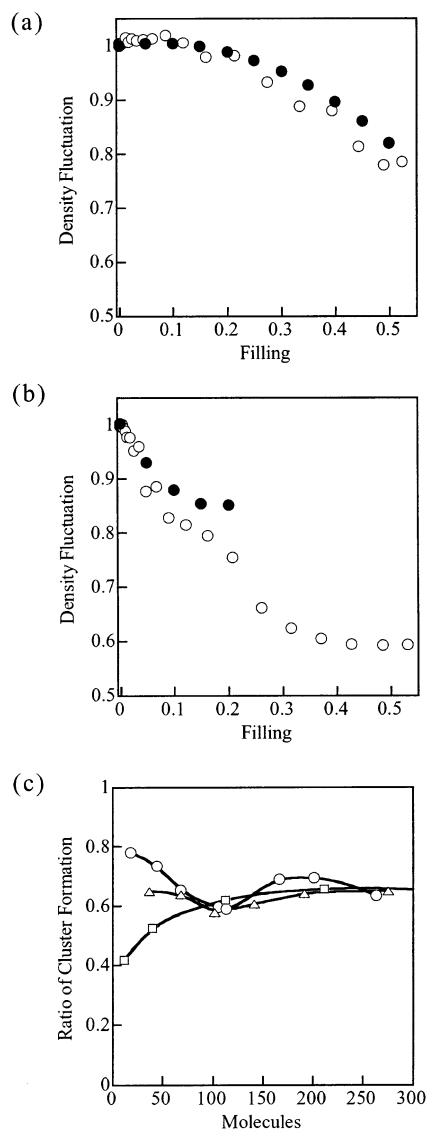 (a)
1
0.9
0.8
0.7
0.6
0.5
0 0.1 0.2 0.3 0.4 0.5
Density Fluctuation
Filling
(b)
1
0.9
0.8
0.7
0.6
0.5
0 0.1 0.2 0.3 0.4 0.5
Density Fluctuation
Filling
(c)
1
0.8
0.6
0.4
0.2
0
0 50 100 150 200 250 300
Ratio of Cluster Formation
Molecules